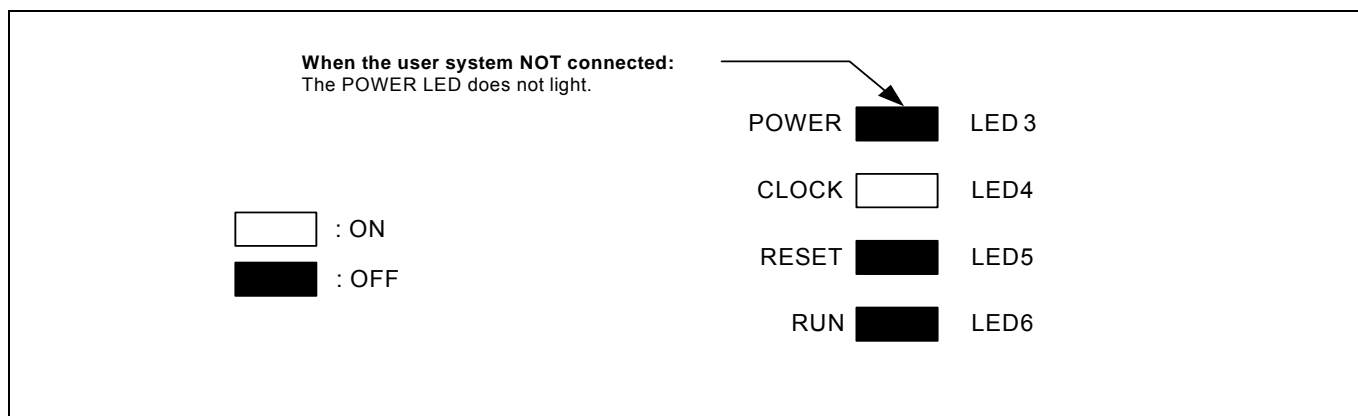 When the user system NOT connected:
The POWER LED does not light.
POWER LED 3
CLOCK LED4
: ON
RESET LED5
: OFF
RUN LED6